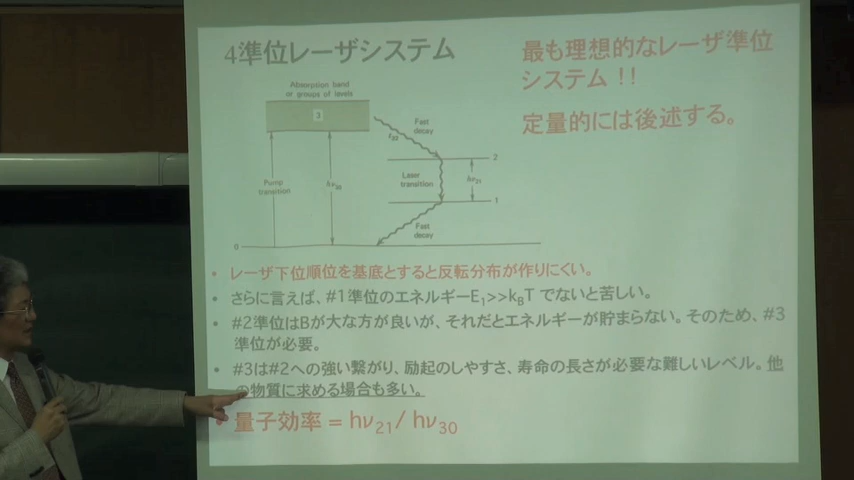 4準位レーザシステム
最も理想的なレーザ準位
システム!!
定量的には後述する。
Absorption band
or groups of levels
3
Fast
decay
2
Pump
transition
Laser
transition
1
Fast
decay
0
• レーザ下位順位を基底とすると反転分布が作りにくい。
• さらに言えば、#1準位のエネルギーE₁>>k_BT でないと苦しい。
• #2準位はBが大な方が良いが、それだとエネルギーが貯まらない。そのため、#3
準位が必要。
• #3は#2への強い繋がり、励起のしやすさ、寿命の長さが必要な難しいレベル。他
の物質に求める場合も多い。
• 量子効率 = hν₂₁/ hν₃₀